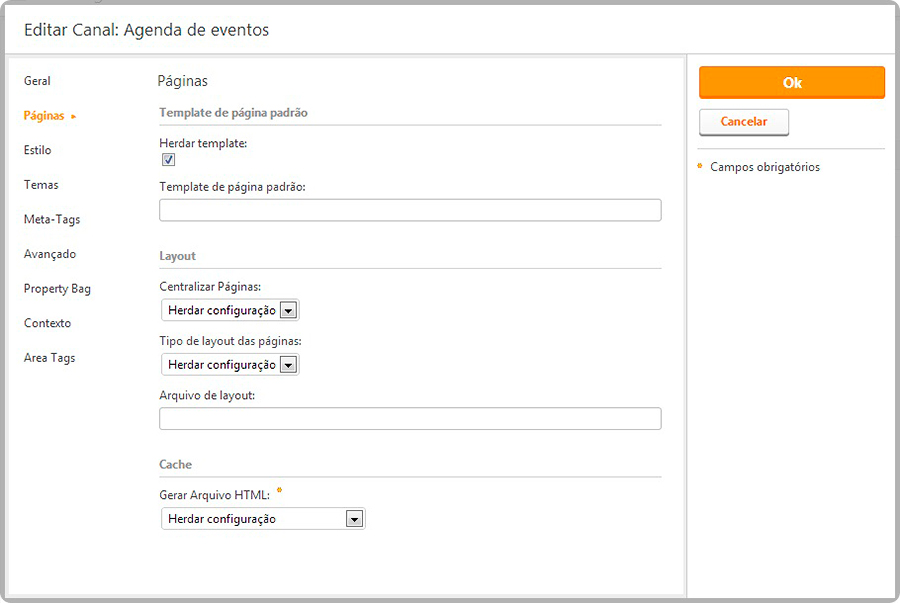 Editar Canal: Agenda de eventos
Geral
Páginas
Estilo
Temas
Meta-Tags
Avançado
Property Bag
Contexto
Area Tags
Páginas
Template de página padrão
Herdar template:
Template de página padrão:
Layout
Centralizar Páginas:
Herdar configuração
Tipo de layout das páginas:
Herdar configuração
Arquivo de layout:
Cache
Gerar Arquivo HTML: *
Herdar configuração
Ok
Cancelar
* Campos obrigatórios